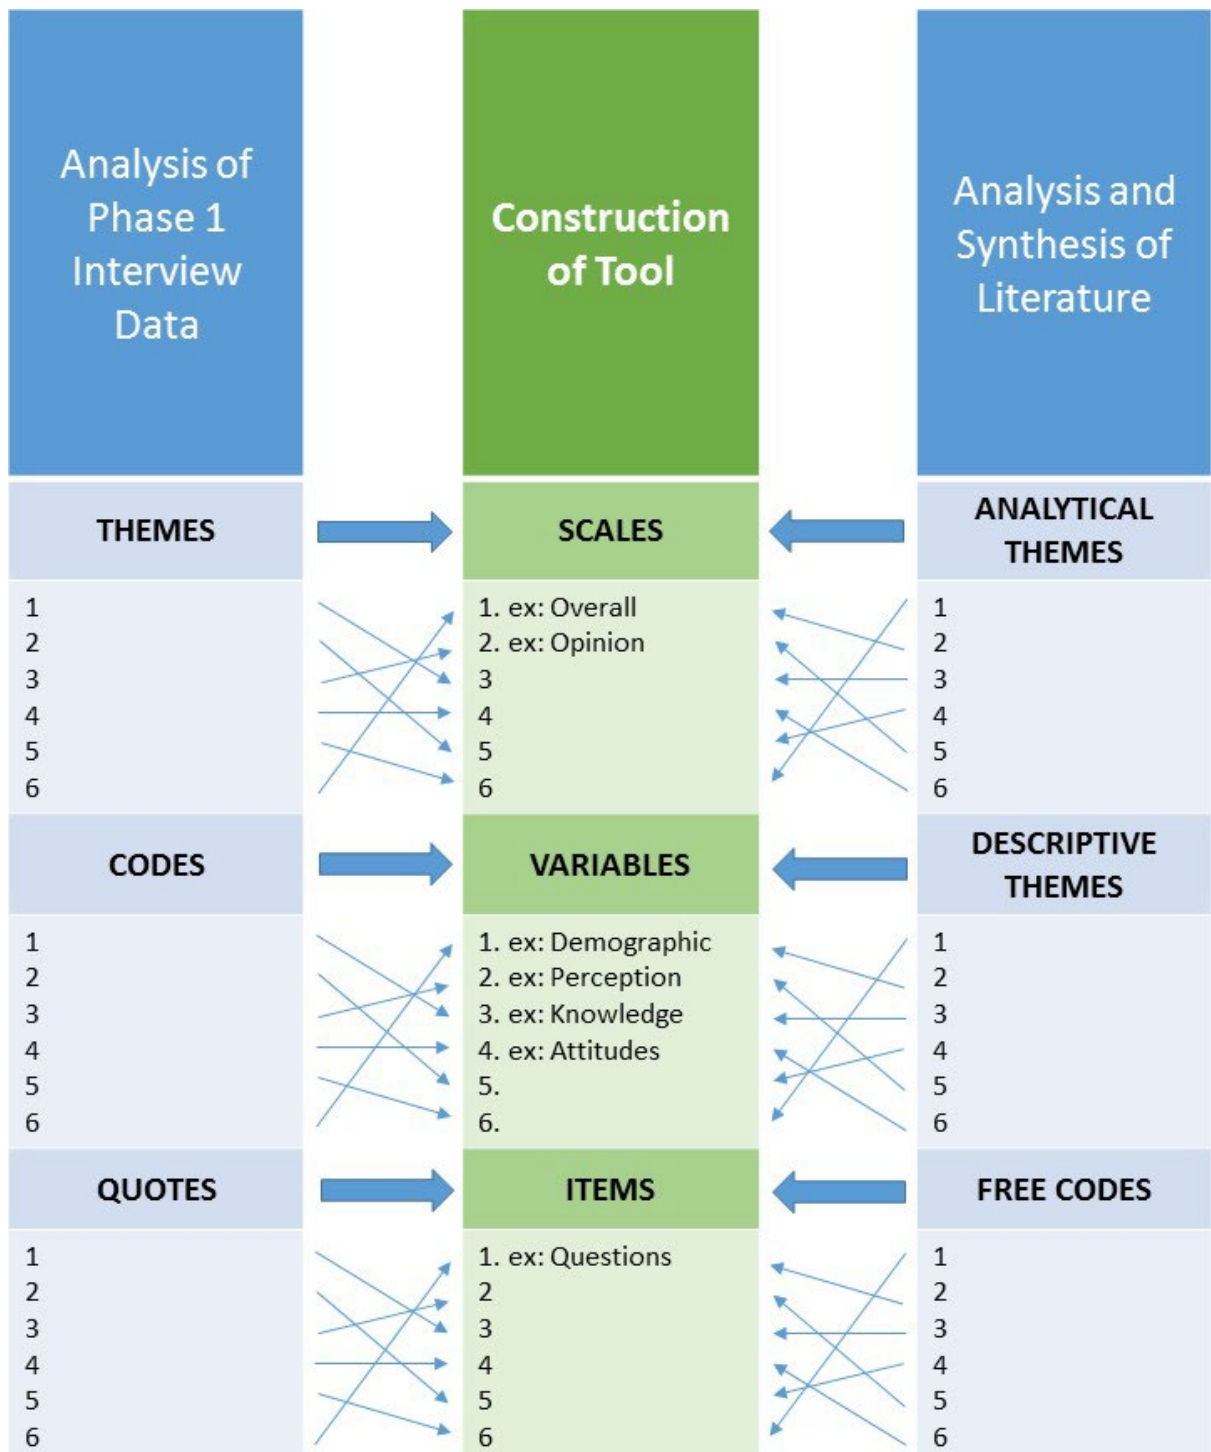 Analysis of
Phase 1
Interview
Data
Construction
of Tool
Analysis and
Synthesis of
Literature
THEMES
SCALES
ANALYTICAL
THEMES
1
2
3
4
5
6
1. ex: Overall
2. ex: Opinion
3
4
5
6
1
2
3
4
5
6
CODES
VARIABLES
DESCRIPTIVE
THEMES
1
2
3
4
5
6
1. ex: Demographic
2. ex: Perception
3. ex: Knowledge
4. ex: Attitudes
5.
6.
1
2
3
4
5
6
QUOTES
ITEMS
FREE CODES
1
2
3
4
5
6
1. ex: Questions
2
3
4
5
6
1
2
3
4
5
6